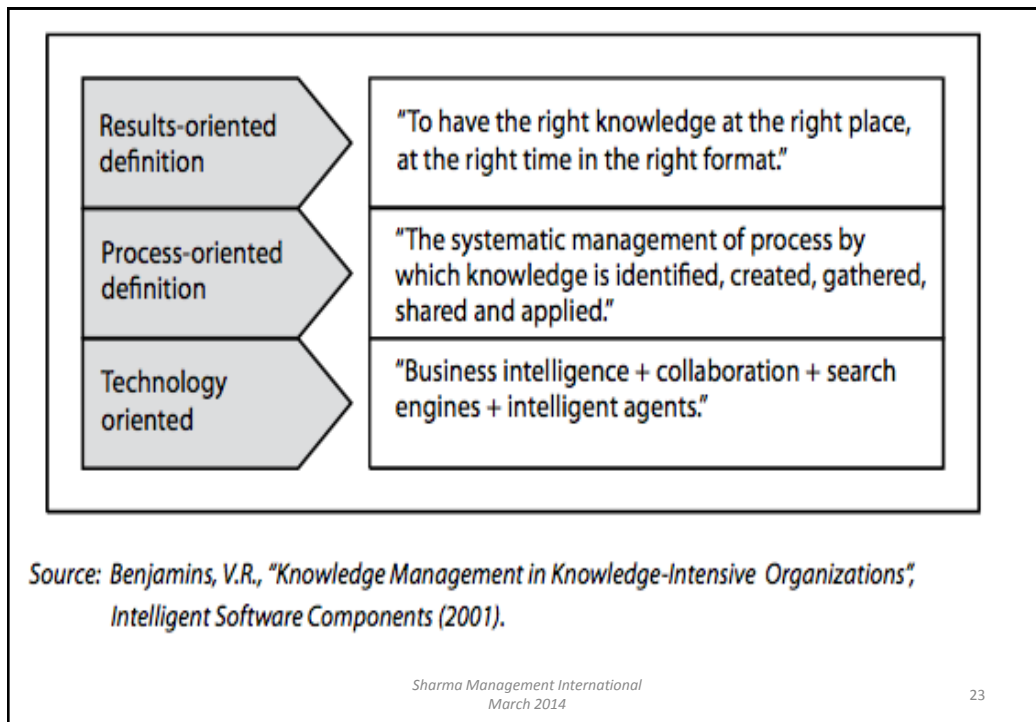 Results-oriented
definition
“To have the right knowledge at the right place,
at the right time in the right format.”
Process-oriented
definition
“The systematic management of process by
which knowledge is identified, created, gathered,
shared and applied.”
Technology
oriented
“Business intelligence + collaboration + search
engines + intelligent agents.”
Source: Benjamins, V.R., “Knowledge Management in Knowledge-Intensive Organizations”,
Intelligent Software Components (2001).
Sharma Management International
March 2014
23